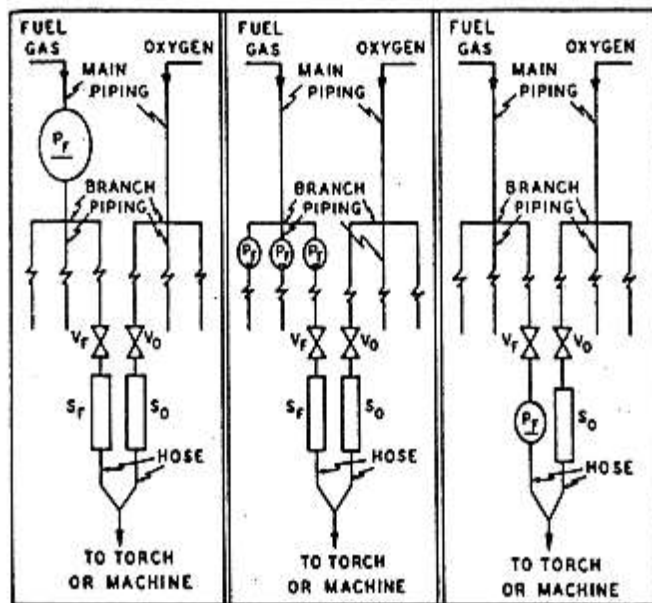 FUEL
GAS
OXYGEN
MAIN
PIPING
PF
BRANCH
PIPING
VF
VO
SF
SO
HOSE
TO TORCH
OR MACHINE
FUEL
GAS
OXYGEN
MAIN
PIPING
BRANCH
PIPING
PF
PF
PF
VF
VO
SF
SO
HOSE
TO TORCH
OR MACHINE
FUEL
GAS
OXYGEN
MAIN
PIPING
BRANCH
PIPING
VF
VO
PF
SO
HOSE
TO TORCH
OR MACHINE